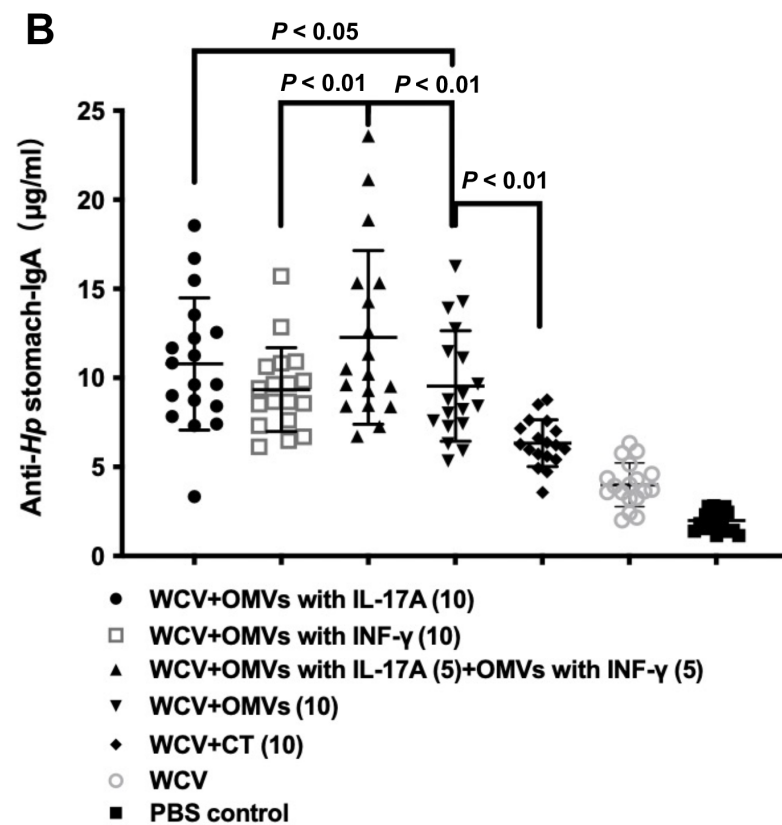 B
P < 0.05
P < 0.01 P < 0.01
P < 0.01
Anti-Hp stomach-IgA (μg/ml)
25
20
15
10
5
0
WCV+OMVs with IL-17A (10)
WCV+OMVs with INF-γ (10)
WCV+OMVs with IL-17A (5)+OMVs with INF-γ (5)
WCV+OMVs (10)
WCV+CT (10)
WCV
PBS control